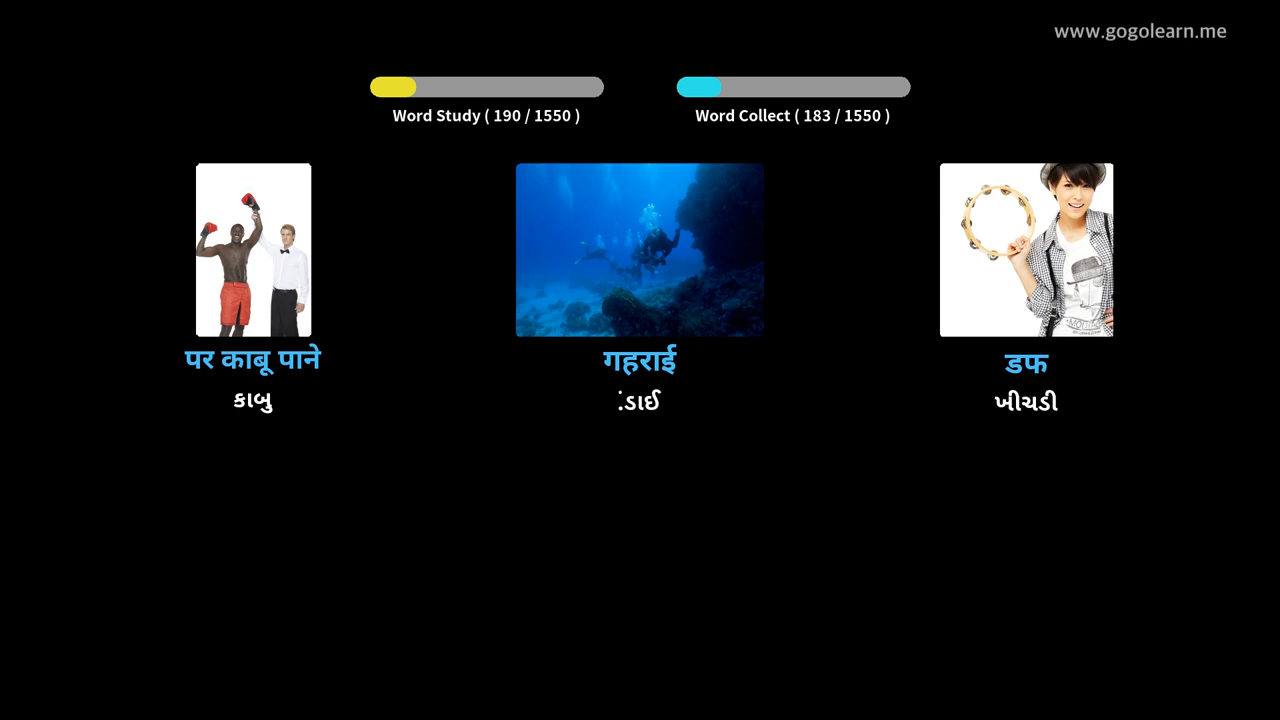 www.gogolearn.me
Word Study ( 190 / 1550 )
Word Collect ( 183 / 1550 )
पर काबू पाने
गहराई
डफ
કાબુ
ંડાઈ
ખીચડી